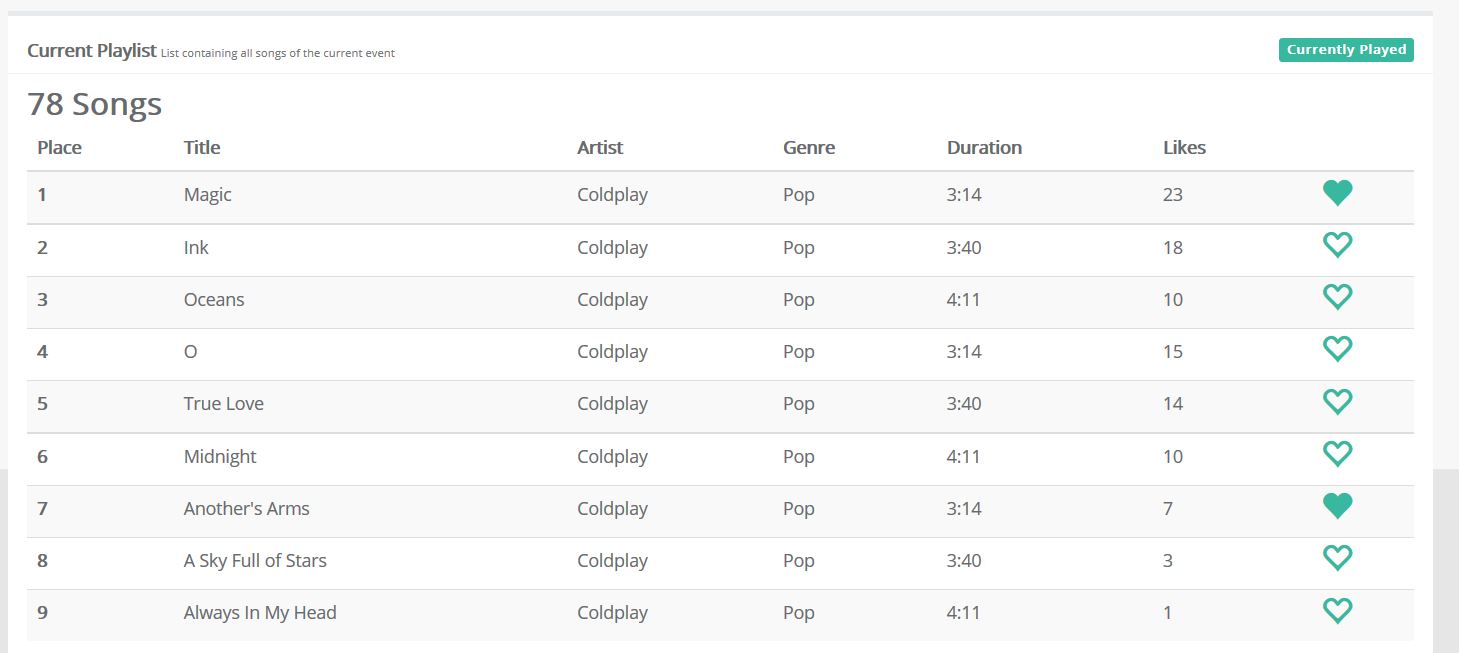 Current Playlist List containing all songs of the current event Currently Played
78 Songs
Place Title Artist Genre Duration Likes
1 Magic Coldplay Pop 3:14 23
2 Ink Coldplay Pop 3:40 18
3 Oceans Coldplay Pop 4:11 10
4 O Coldplay Pop 3:14 15
5 True Love Coldplay Pop 3:40 14
6 Midnight Coldplay Pop 4:11 10
7 Another's Arms Coldplay Pop 3:14 7
8 A Sky Full of Stars Coldplay Pop 3:40 3
9 Always In My Head Coldplay Pop 4:11 1